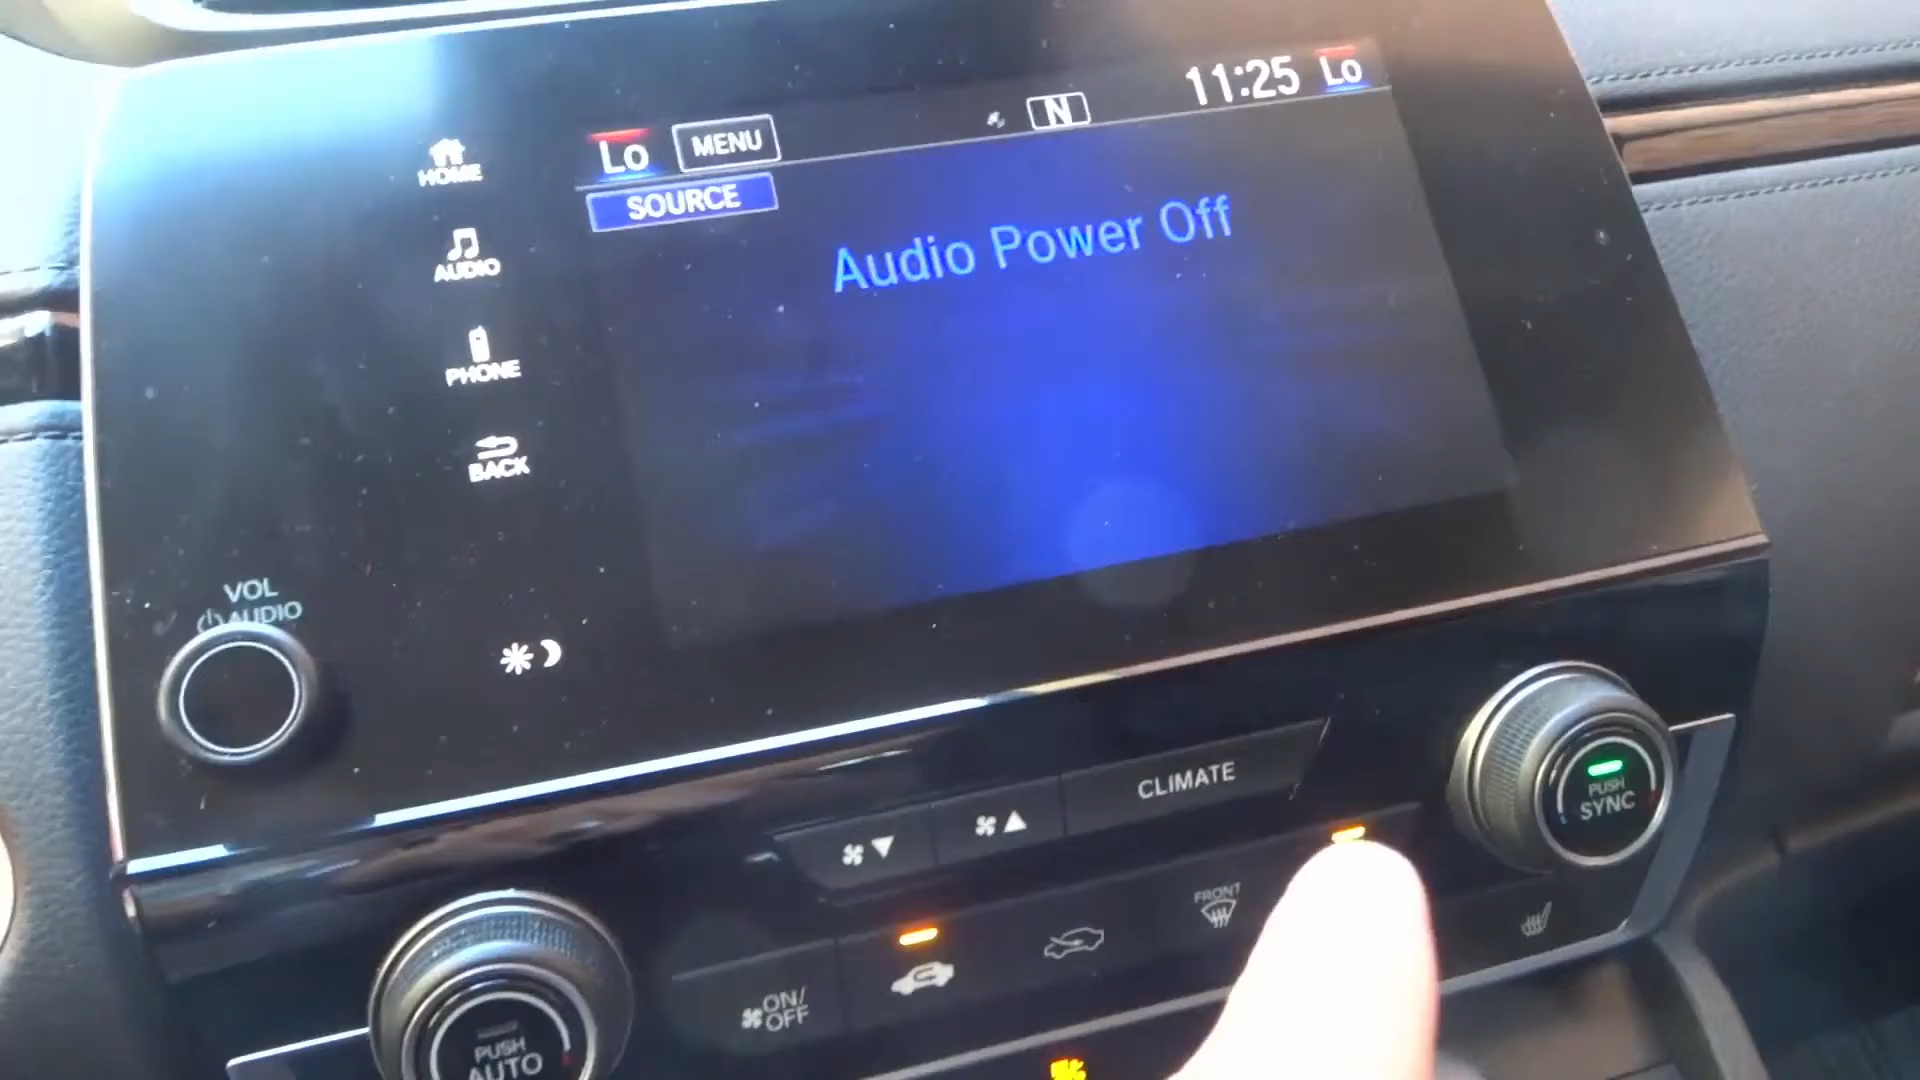 Lo
MENU
N
11:25
Lo
HOME
SOURCE
AUDIO
Audio Power Off
PHONE
BACK
VOL
AUDIO
CLIMATE
PUSH
SYNC
FRONT
ON/
OFF
PUSH
AUTO